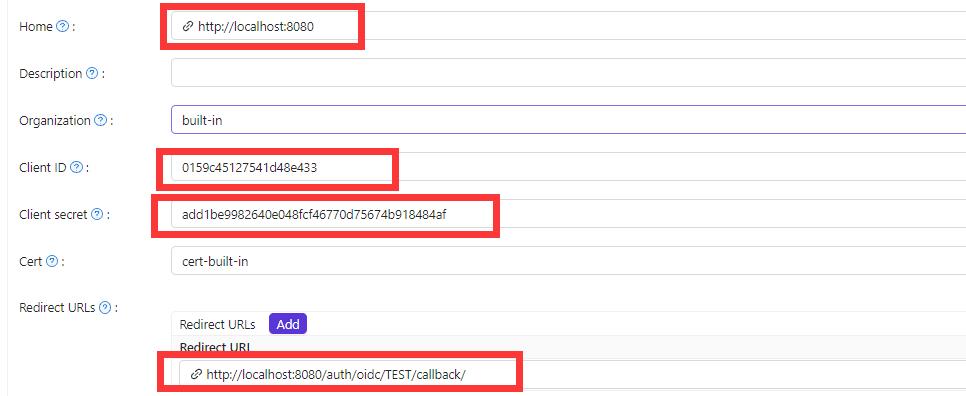 Home ? : http://localhost:8080
Description ? :
Organization ? : built-in
Client ID ? : 0159c45127541d48e433
Client secret ? : add1be9982640e048fcf46770d75674b918484af
Cert ? : cert-built-in
Redirect URLs ? :
Redirect URLs Add
Redirect URL
http://localhost:8080/auth/oidc/TEST/callback/